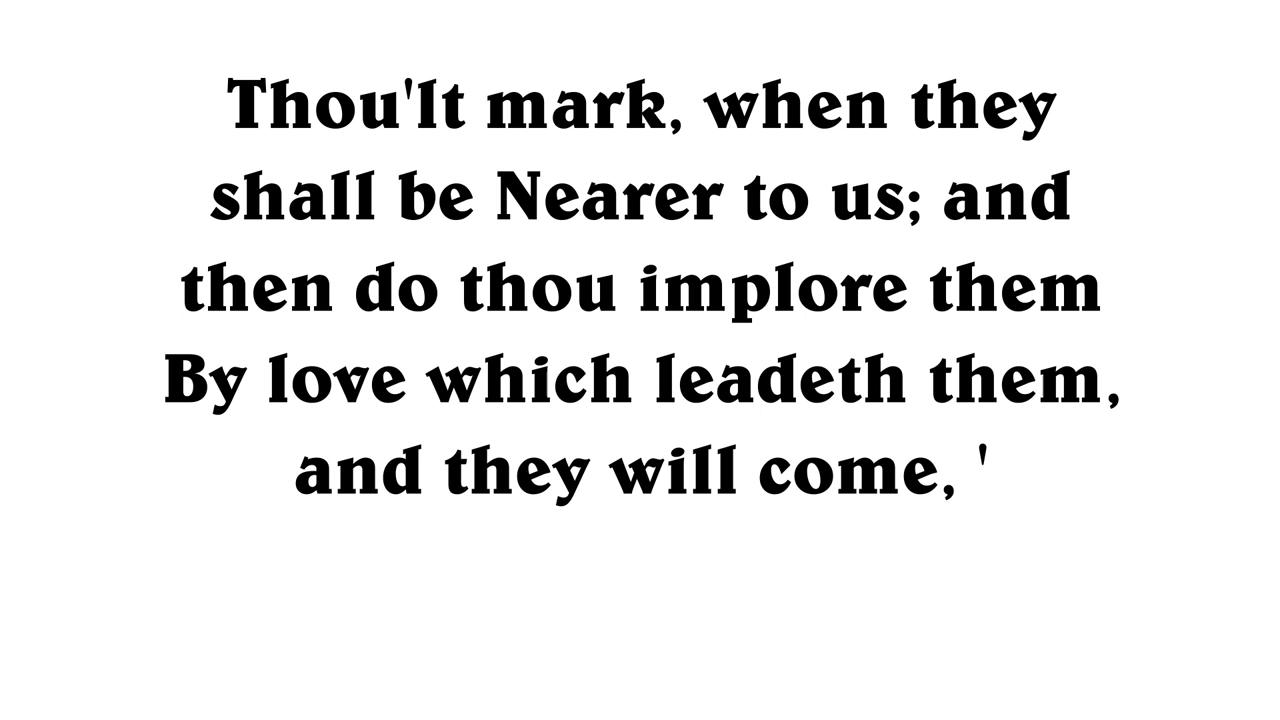 Thou'lt mark, when they
shall be Nearer to us; and
then do thou implore them
By love which leadeth them,
and they will come, '